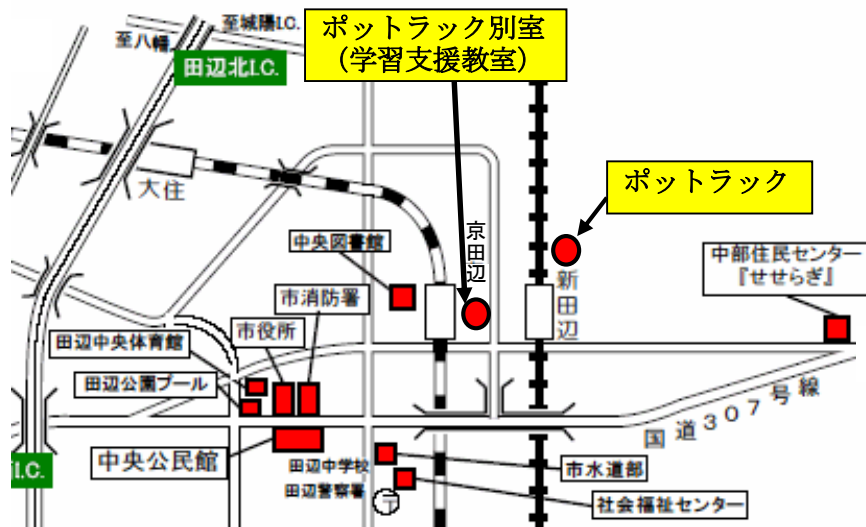 至城陽I.C.
至八幡
田辺北I.C.
ポットラック別室
（学習支援教室）
ポットラック
大住
京田辺
新田辺
中央図書館
中部住民センター
『せせらぎ』
市消防署
市役所
田辺中央体育館
田辺公園プール
国道307号線
中央公民館
田辺中学校
市水道部
田辺警察署
社会福祉センター
I.C.